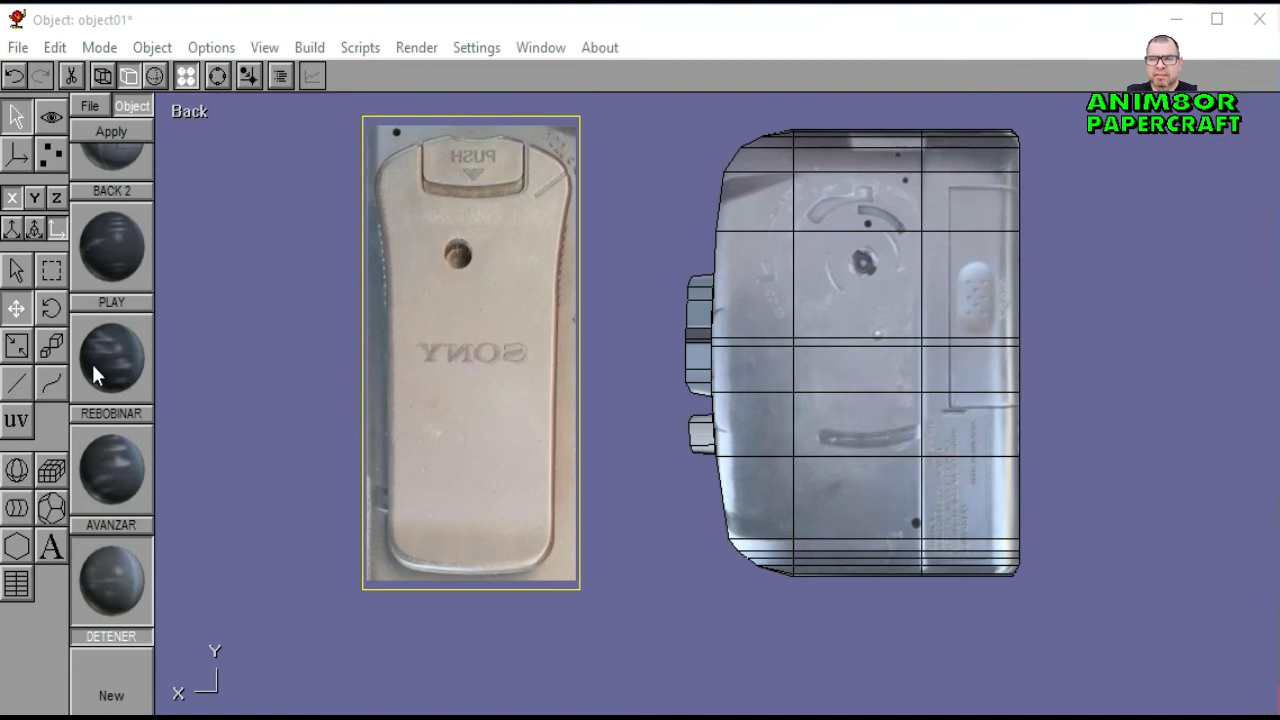 Object: object01*
File Edit Mode Object Options View Build Scripts Render Settings Window About
ANIM8OR
PAPERCRAFT
File Object
Back
Apply
BACK 2
X Y Z
PLAY
REBOBINAR
uv
AVANZAR
A
DETENER
New
PUSH
SONY
Y
X